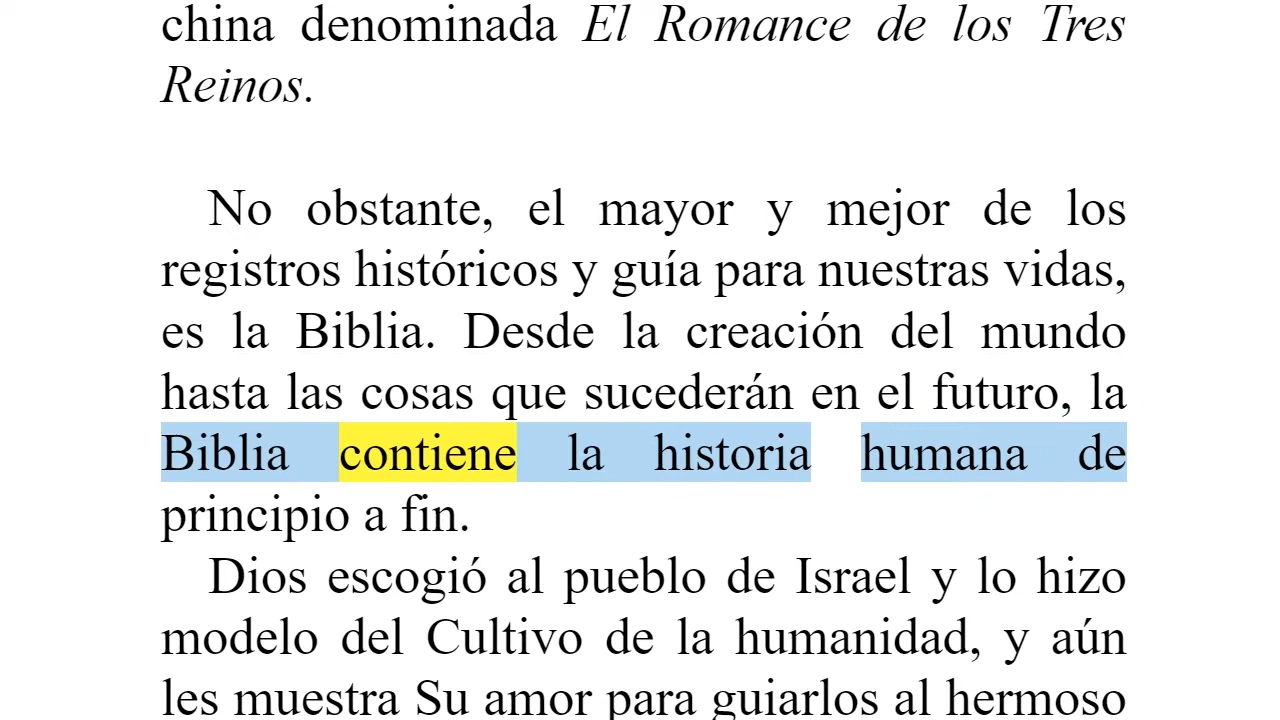 china denominada El Romance de los Tres
Reinos.
No obstante, el mayor y mejor de los
registros históricos y guía para nuestras vidas,
es la Biblia. Desde la creación del mundo
hasta las cosas que sucederán en el futuro, la
Biblia contiene la historia humana de
principio a fin.
Dios escogió al pueblo de Israel y lo hizo
modelo del Cultivo de la humanidad, y aún
les muestra Su amor para guiarlos al hermoso